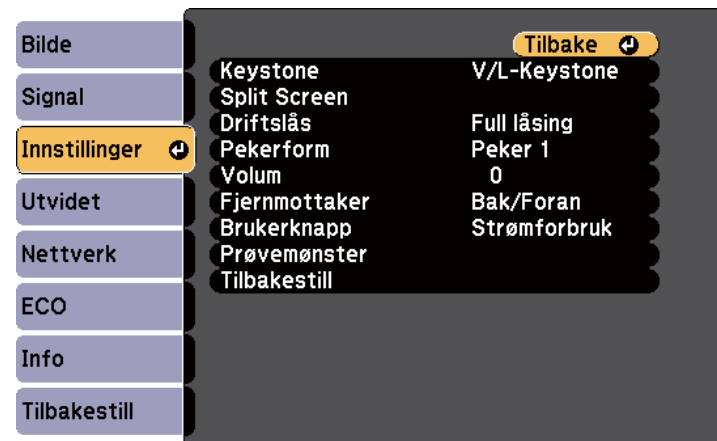 Bilde
Signal
Innstillinger
Utvidet
Nettverk
ECO
Info
Tilbakestill
Tilbake
Keystone V/L-Keystone
Split Screen
Driftslås Full låsing
Pekerform Peker 1
Volum 0
Fjernmottaker Bak/Foran
Brukerknapp Strømforbruk
Prøvemønster
Tilbakestill